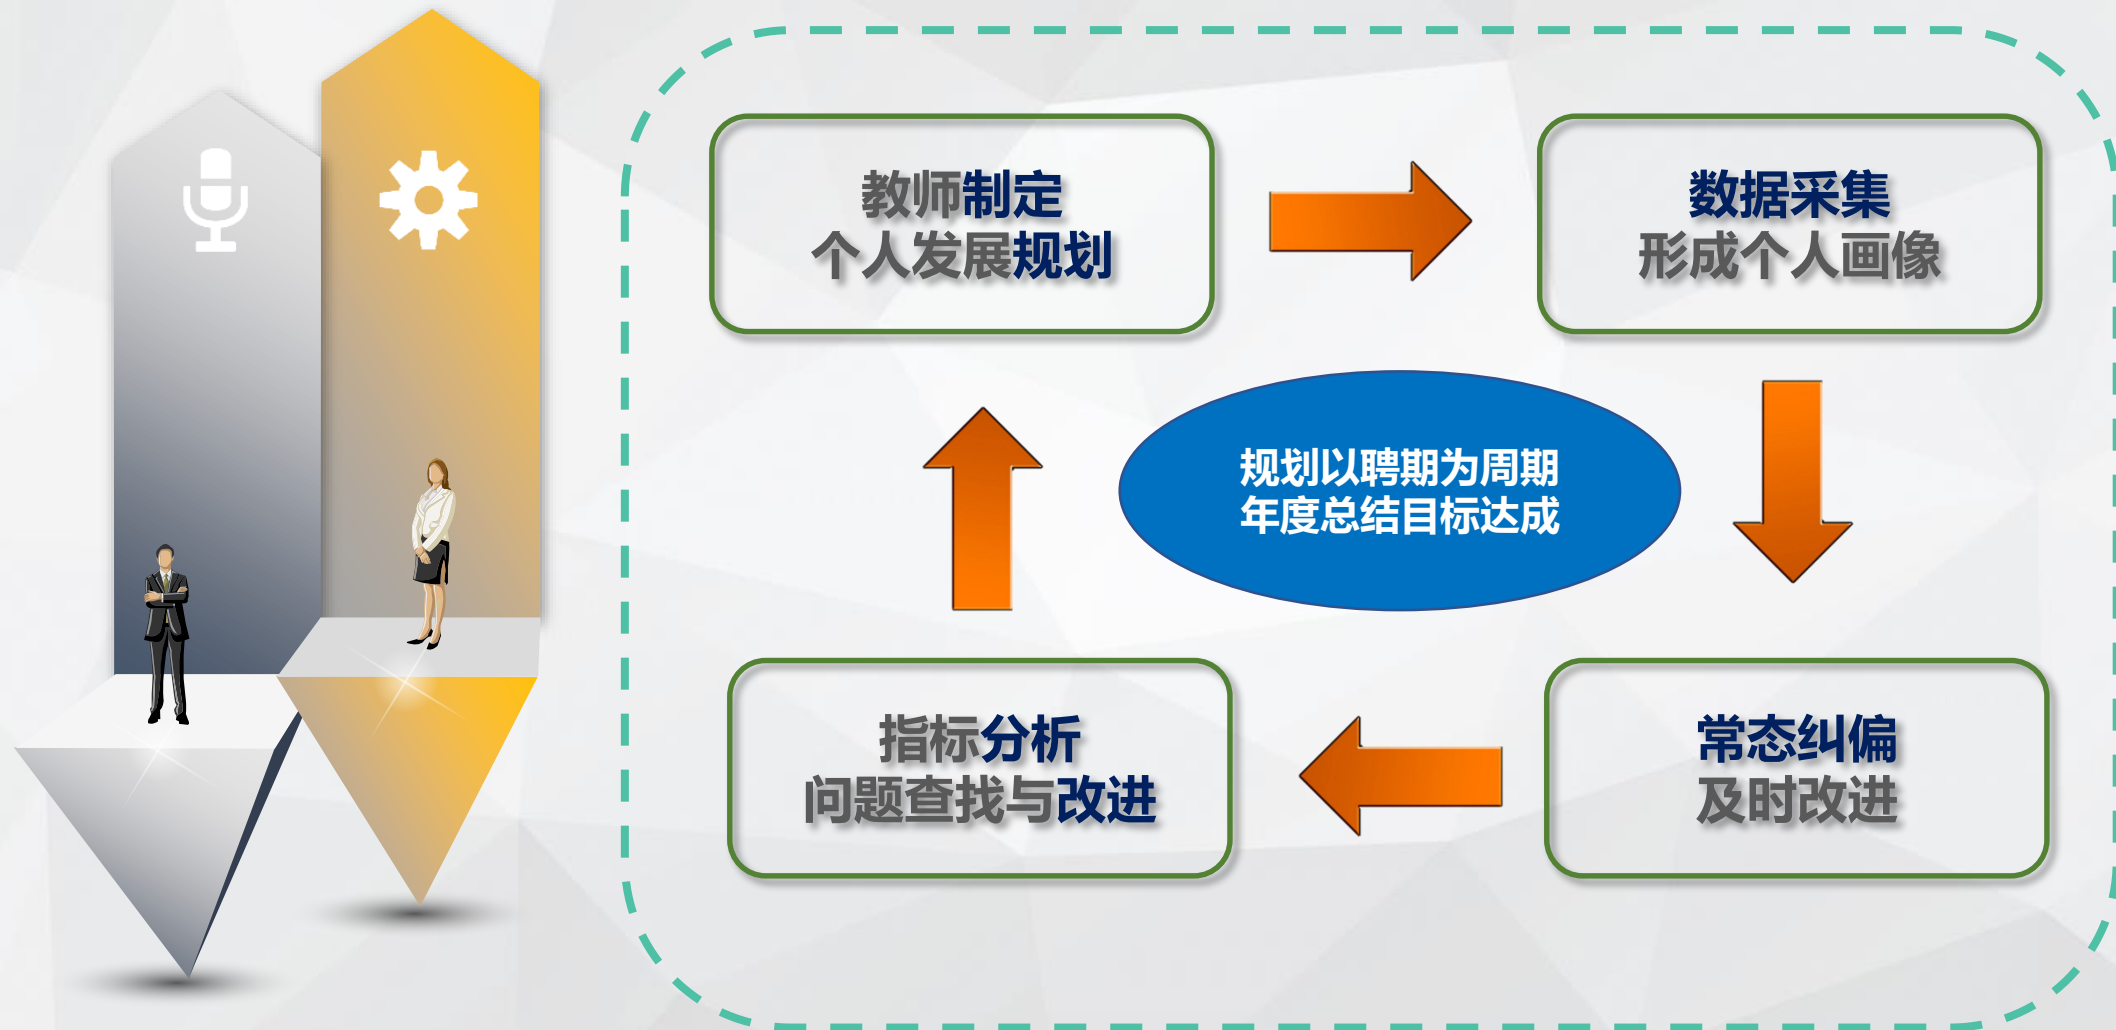 教师制定
个人发展规划
数据采集
形成个人画像
规划以聘期为周期
年度总结目标达成
指标分析
问题查找与改进
常态纠偏
及时改进